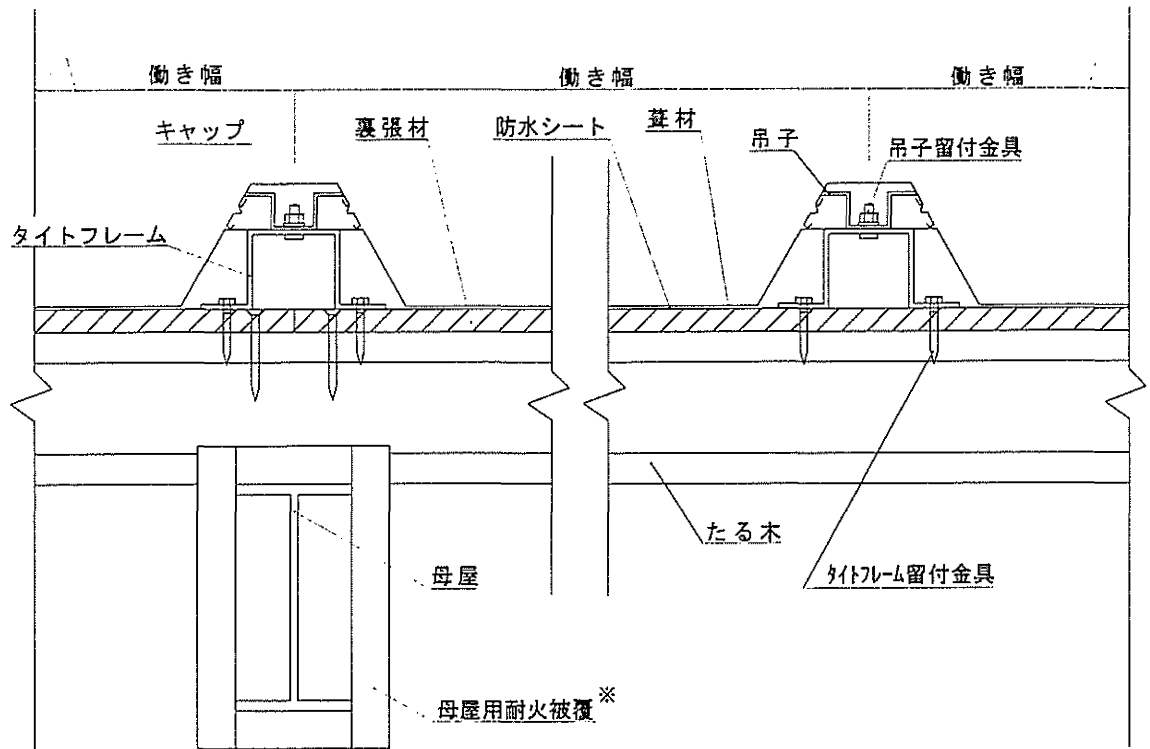 働き幅
働き幅
働き幅
キャップ
裏張材
防水シート
葺材
吊子
吊子留付金具
タイトフレーム
たる木
母屋
タイトフレーム留付金具
母屋用耐火被覆※